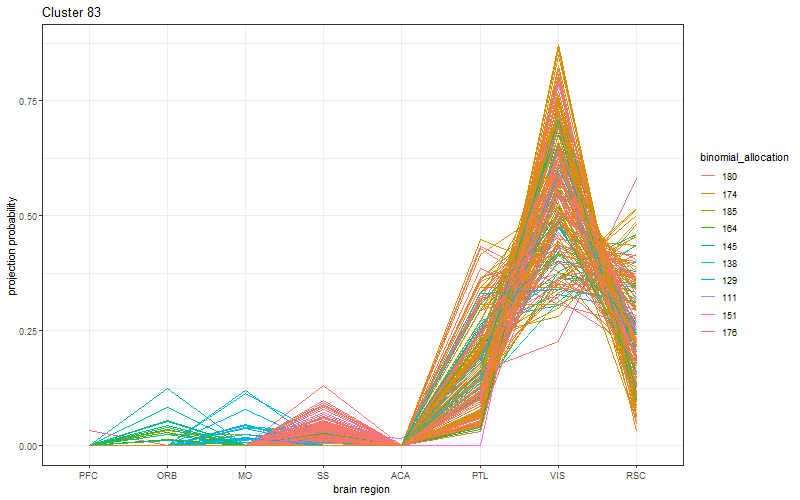 Cluster 83
0.75
0.50
0.25
0.00
projection probability
PFC ORB MO SS ACA PTL VIS RSC
brain region
binomial_allocation
180
174
185
164
145
138
129
111
151
176